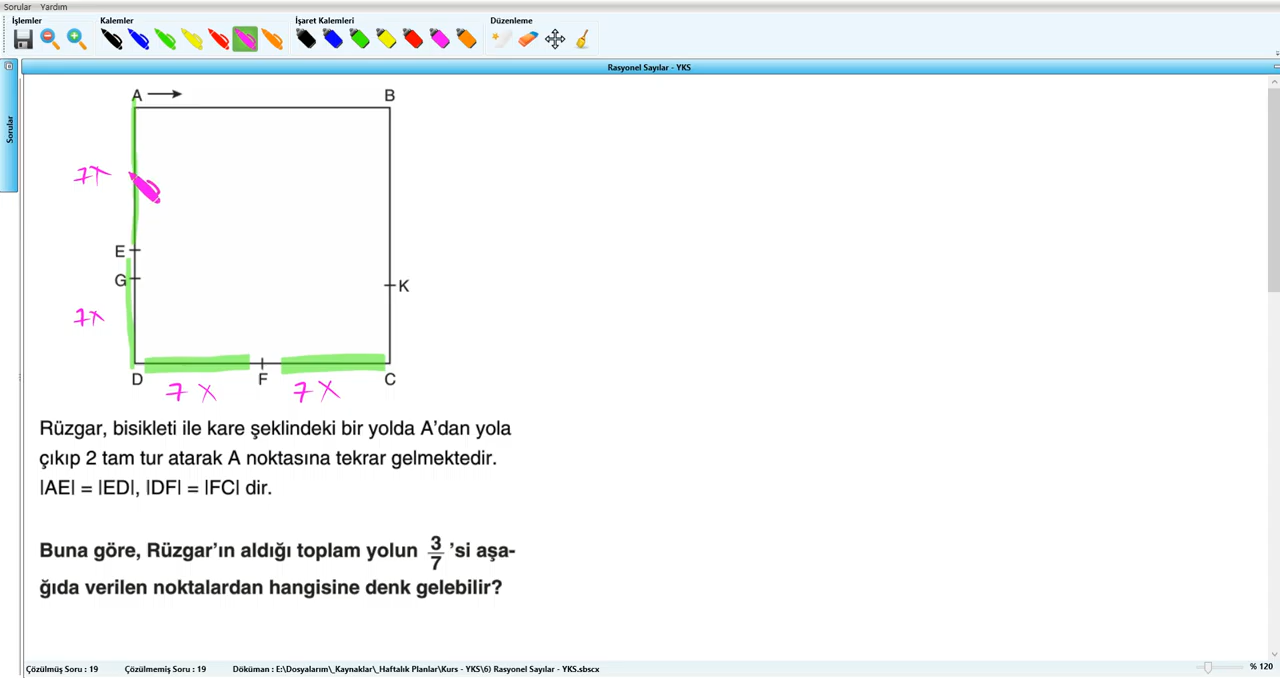 Sorular Yardım
İşlemler Kalemler İşaret Kalemleri Düzenleme
Rasyonel Sayılar - YKS
Sorular
A B
7x
E
G K
7x
D F C
7x 7x
Rüzgar, bisikleti ile kare şeklindeki bir yolda A'dan yola
çıkıp 2 tam tur atarak A noktasına tekrar gelmektedir.
|AE| = |ED|, |DF| = |FC| dir.
Buna göre, Rüzgar'ın aldığı toplam yolun 3/7 'si aşa-
ğıda verilen noktalardan hangisine denk gelebilir?
Çözülmüş Soru : 19 Çözülmemiş Soru : 19 Döküman : E:\Dosyalarım\_Kaynaklar\_Haftalık Planlar\Kurs - YKS\6) Rasyonel Sayılar - YKS.sbscx % 120